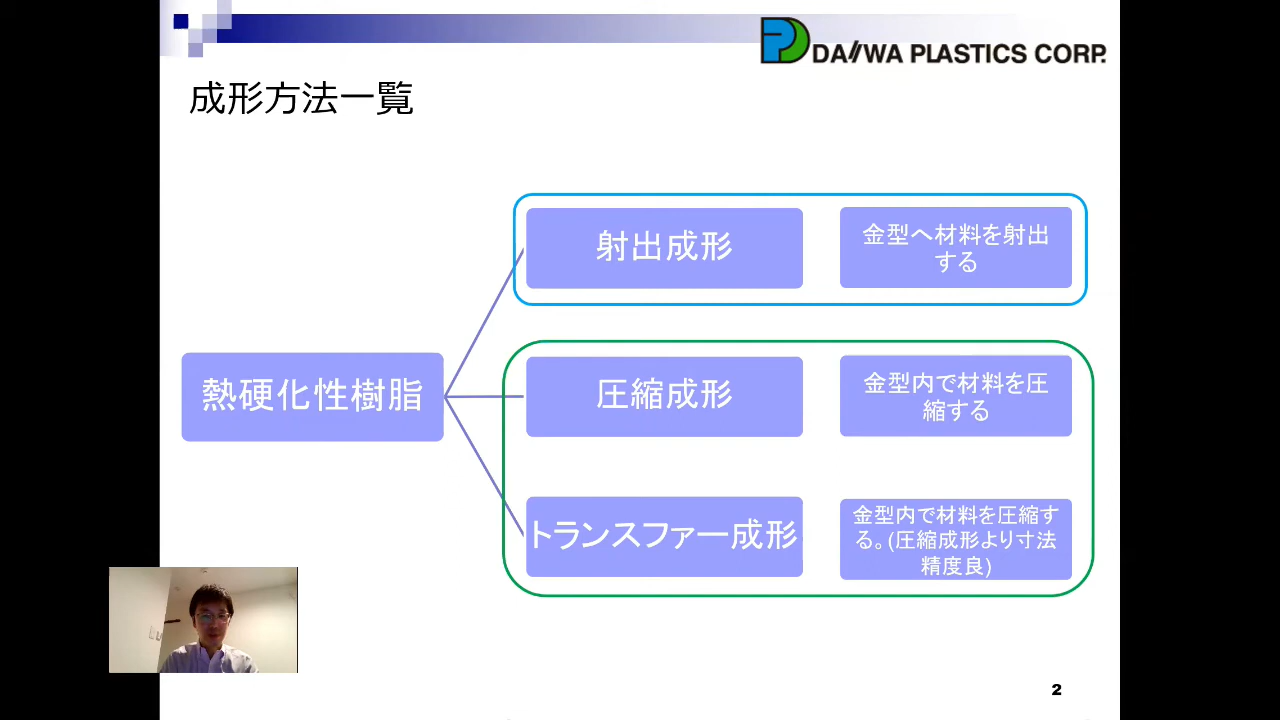 DAIWA PLASTICS CORP.
成形方法一覧
射出成形
金型へ材料を射出
する
熱硬化性樹脂
圧縮成形
金型内で材料を圧
縮する
トランスファー成形
金型内で材料を圧縮す
る。(圧縮成形より寸法
精度良)
2